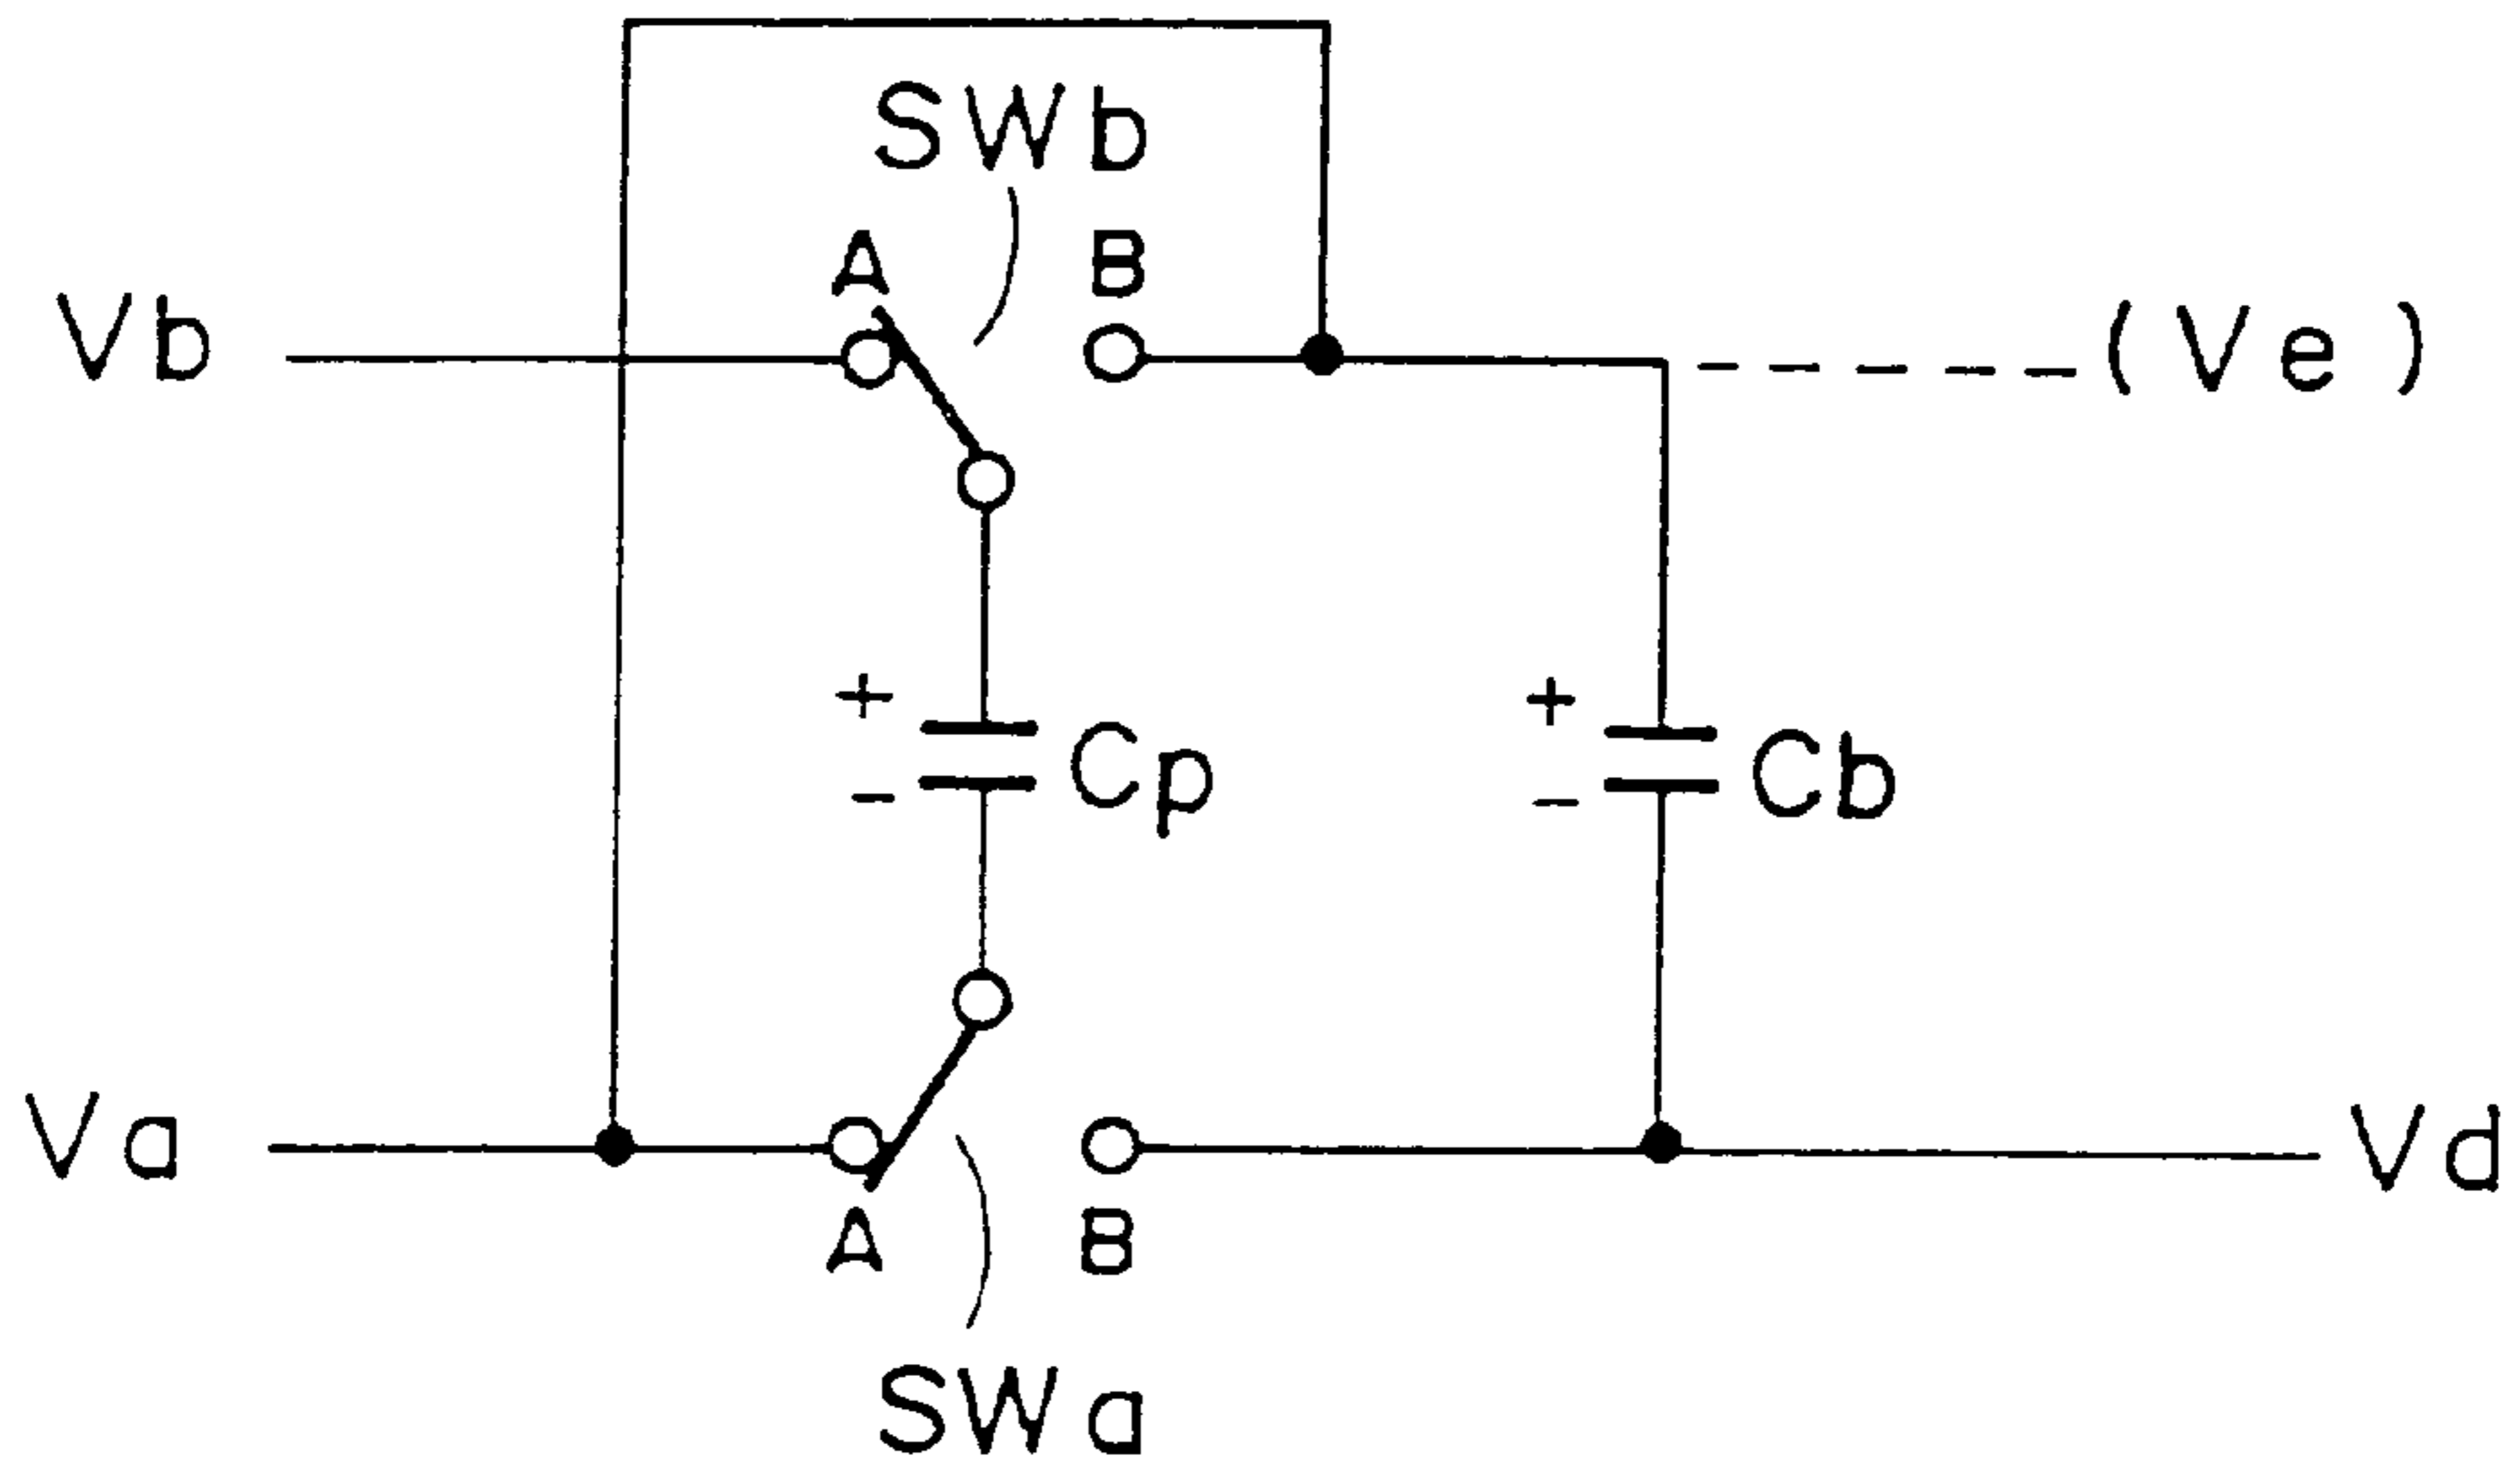 SWb
A B
Vb (Ve)
+ + 
Cp Cb
- -
Va Vd
A B
SWa